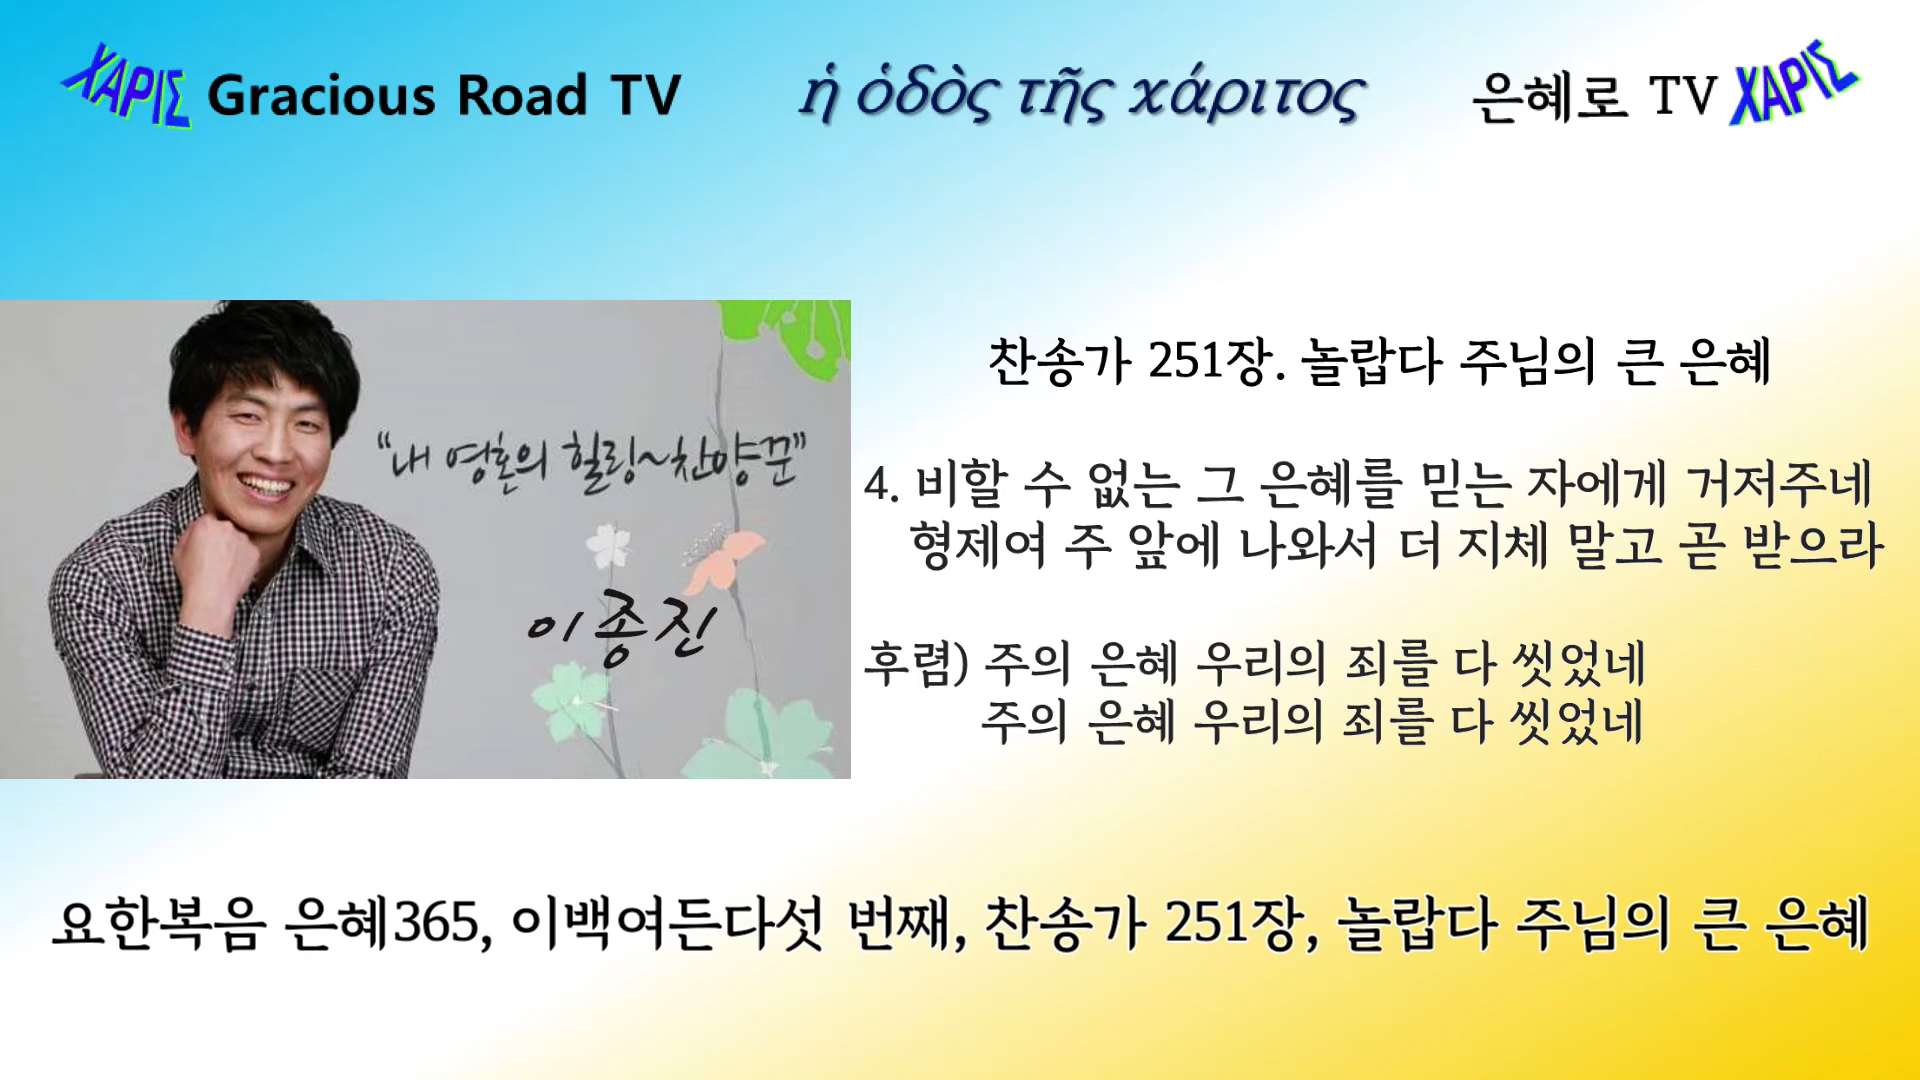 ΧΑΡΙΣ Gracious Road TV ἡ ὁδὸς τῆς χάριτος 은혜로 TV ΧΑΡΙΣ
"내 영혼의 힐링~찬양꾼"
이종진
찬송가 251장. 놀랍다 주님의 큰 은혜
4. 비할 수 없는 그 은혜를 믿는 자에게 거저주네
형제여 주 앞에 나와서 더 지체 말고 곧 받으라
후렴) 주의 은혜 우리의 죄를 다 씻었네
주의 은혜 우리의 죄를 다 씻었네
요한복음 은혜365, 이백여든다섯 번째, 찬송가 251장, 놀랍다 주님의 큰 은혜